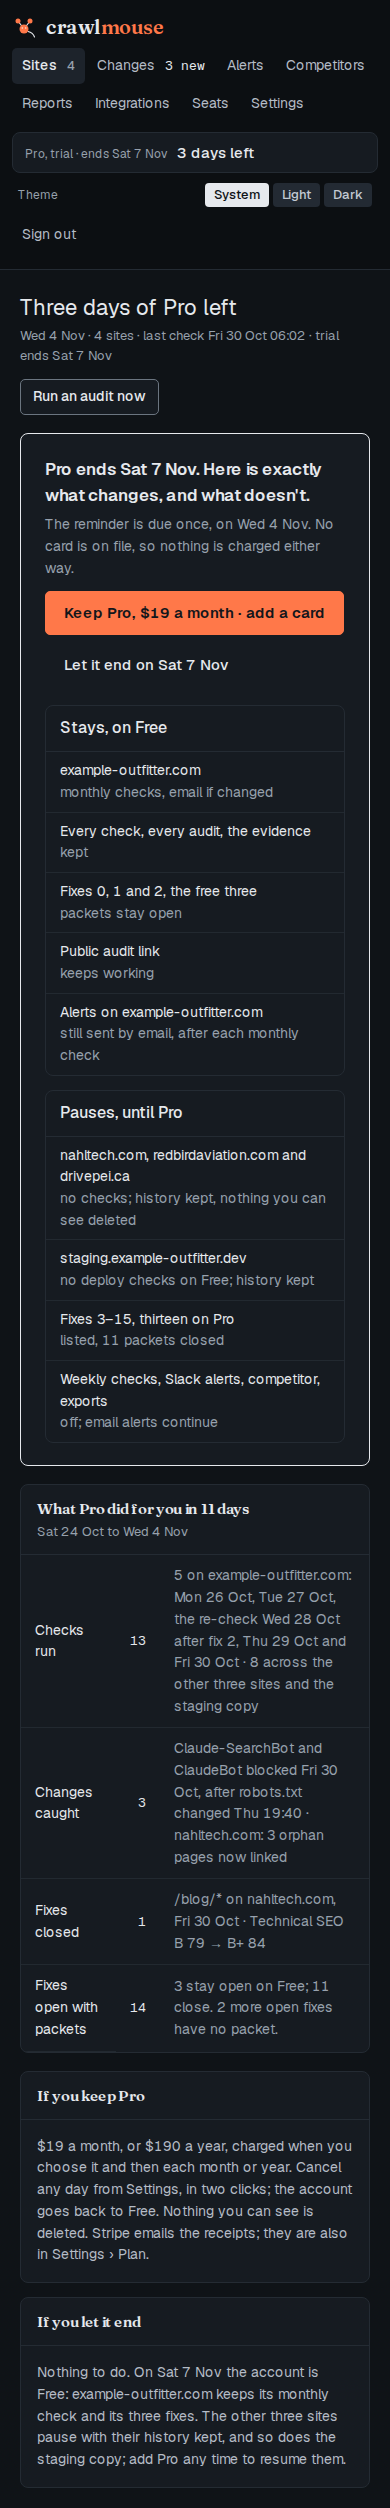 crawlmouse
Sites 4 Changes 3 new Alerts Competitors
Reports Integrations Seats Settings
Pro, trial · ends Sat 7 Nov 3 days left
Theme System Light Dark
Sign out
Three days of Pro left
Wed 4 Nov · 4 sites · last check Fri 30 Oct 06:02 · trial
ends Sat 7 Nov
Run an audit now
Pro ends Sat 7 Nov. Here is exactly
what changes, and what doesn't.
The reminder is due once, on Wed 4 Nov. No
card is on file, so nothing is charged either
way.
Keep Pro, $19 a month · add a card
Let it end on Sat 7 Nov
Stays, on Free
example-outfitter.com
monthly checks, email if changed
Every check, every audit, the evidence
kept
Fixes 0, 1 and 2, the free three
packets stay open
Public audit link
keeps working
Alerts on example-outfitter.com
still sent by email, after each monthly
check
Pauses, until Pro
nahltech.com, redbirdaviation.com and
drivepei.ca
no checks; history kept, nothing you can
see deleted
staging.example-outfitter.dev
no deploy checks on Free; history kept
Fixes 3–15, thirteen on Pro
listed, 11 packets closed
Weekly checks, Slack alerts, competitor,
exports
off; email alerts continue
What Pro did for you in 11 days
Sat 24 Oct to Wed 4 Nov
Checks
run
13
5 on example-outfitter.com:
Mon 26 Oct, Tue 27 Oct,
the re-check Wed 28 Oct
after fix 2, Thu 29 Oct and
Fri 30 Oct · 8 across the
other three sites and the
staging copy
Changes
caught
3
Claude-SearchBot and
ClaudeBot blocked Fri 30
Oct, after robots.txt
changed Thu 19:40 ·
nahltech.com: 3 orphan
pages now linked
Fixes
closed
1
/blog/* on nahltech.com,
Fri 30 Oct · Technical SEO
B 79 → B+ 84
Fixes
open with
packets
14
3 stay open on Free; 11
close. 2 more open fixes
have no packet.
If you keep Pro
$19 a month, or $190 a year, charged when you
choose it and then each month or year. Cancel
any day from Settings, in two clicks; the account
goes back to Free. Nothing you can see is
deleted. Stripe emails the receipts; they are also
in Settings › Plan.
If you let it end
Nothing to do. On Sat 7 Nov the account is
Free: example-outfitter.com keeps its monthly
check and its three fixes. The other three sites
pause with their history kept, and so does the
staging copy; add Pro any time to resume them.